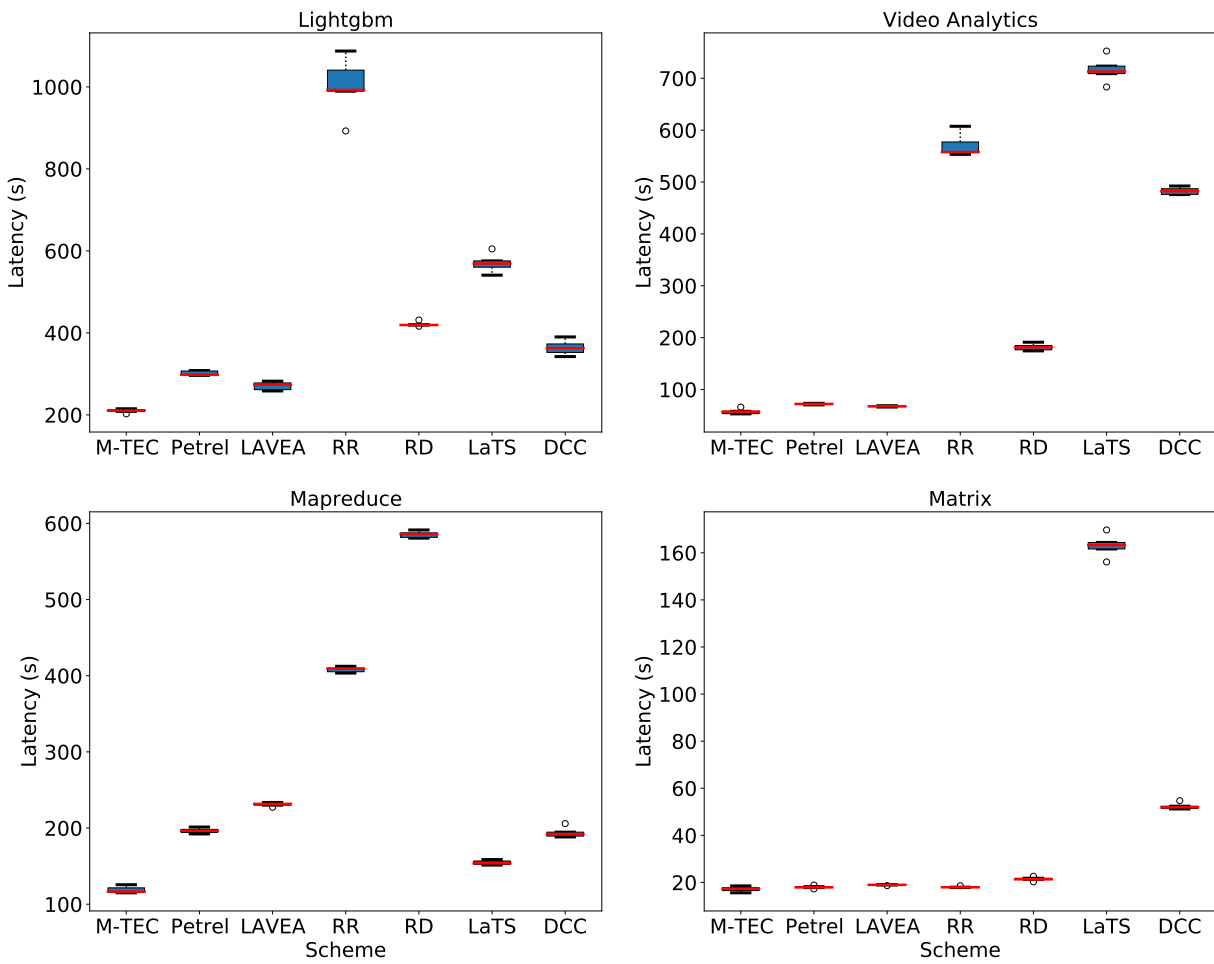 Lightgbm
Latency (s)
1000
800
600
400
200
M-TEC Petrel LAVEA RR RD LaTS DCC
Video Analytics
Latency (s)
700
600
500
400
300
200
100
M-TEC Petrel LAVEA RR RD LaTS DCC
Mapreduce
Latency (s)
600
500
400
300
200
100
M-TEC Petrel LAVEA RR RD LaTS DCC
Scheme
Matrix
Latency (s)
160
140
120
100
80
60
40
20
M-TEC Petrel LAVEA RR RD LaTS DCC
Scheme